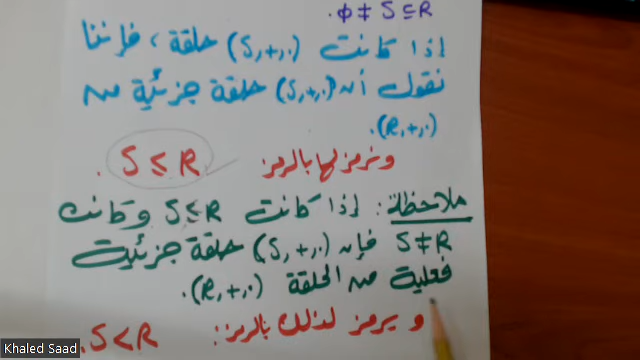 φ ≠ S ⊆ R.
إذا كانت (S,+,.) حلقة، فإننا
نقول أن (S,+,.) حلقة جزئية من
(R,+,.).
ونرمز لها بالرمز S ≤ R.
ملاحظة: إذا كانت S ≤ R وكانت
S ≠ R فإن (S,+,.) حلقة جزئية
فعلية من الحلقة (R,+,.).
و يرمز لذلك بالرمز: S < R.
Khaled Saad